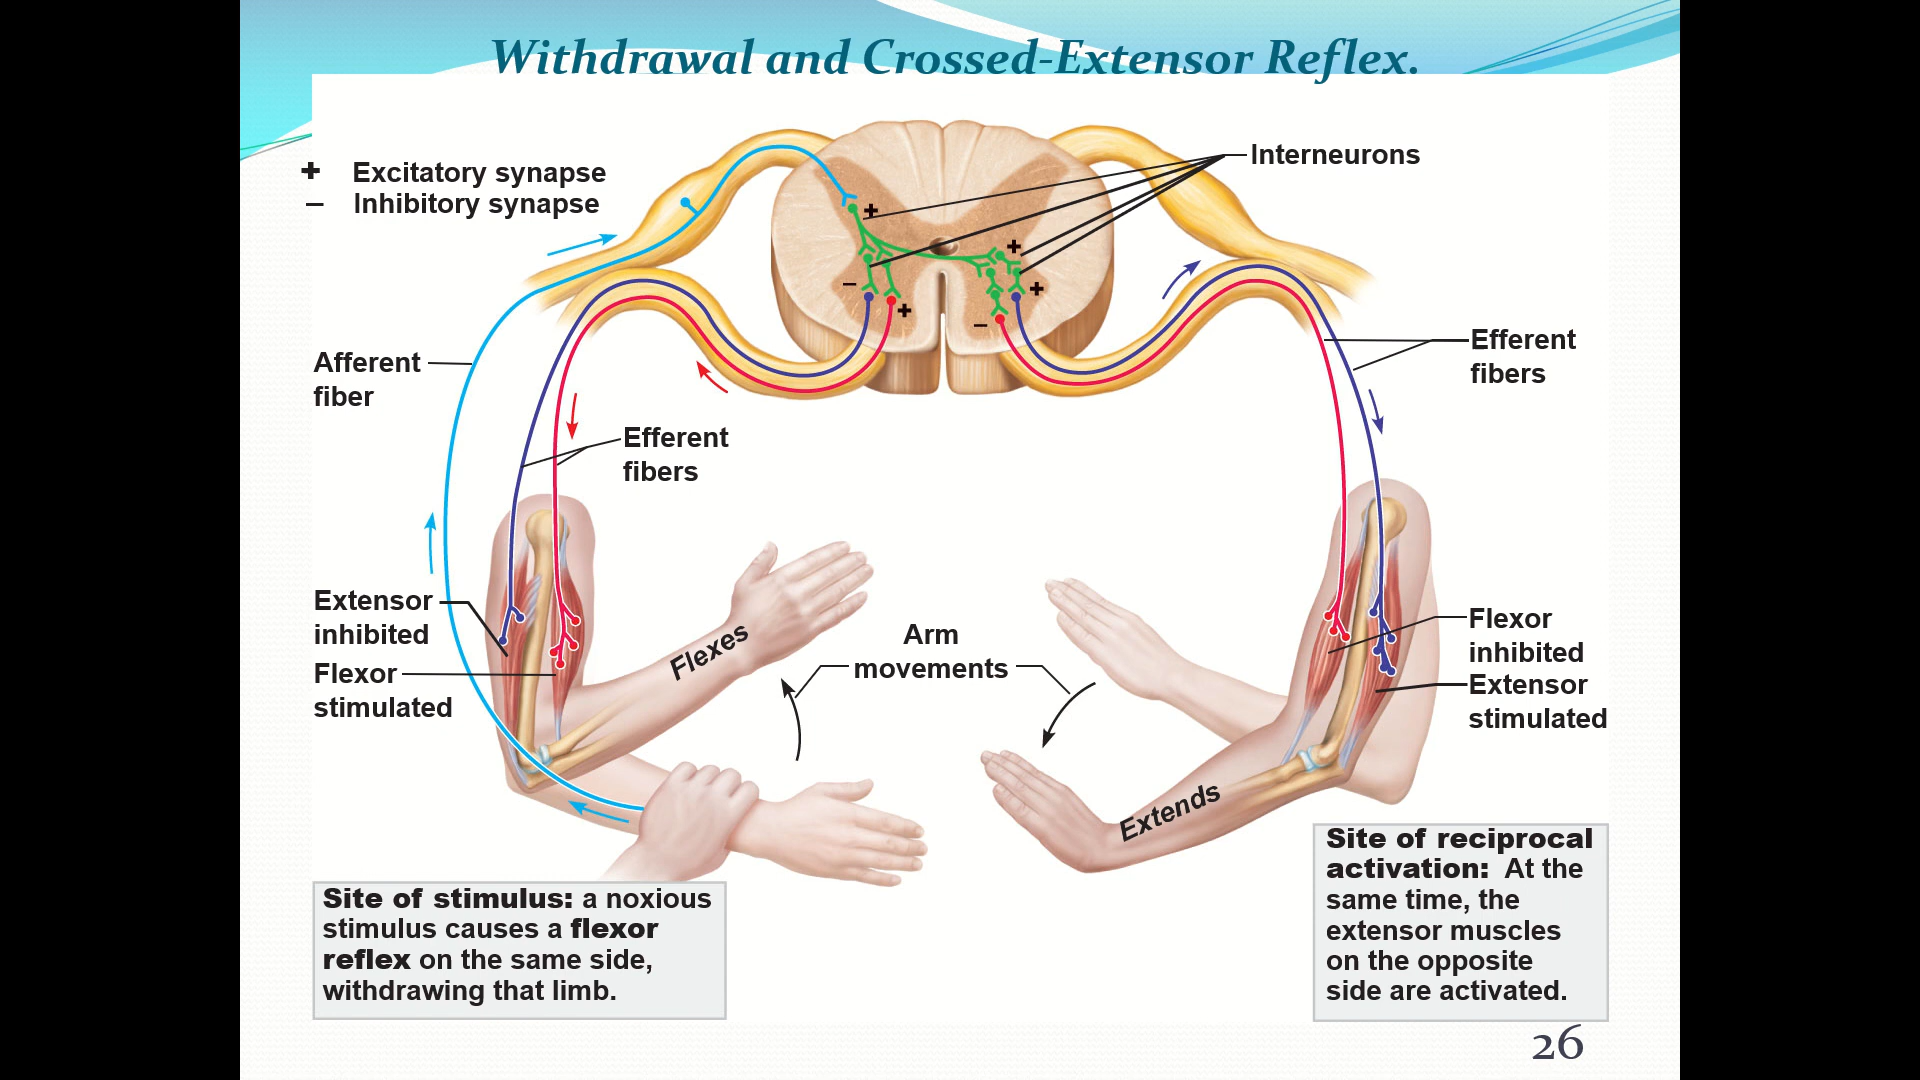 Withdrawal and Crossed-Extensor Reflex.
+ Excitatory synapse
– Inhibitory synapse
Interneurons
+
+
–
+
+
–
Afferent
fiber
Efferent
fibers
Efferent
fibers
Extensor
inhibited
Flexor
stimulated
Flexes
Arm
movements
Extends
Flexor
inhibited
Extensor
stimulated
Site of stimulus: a noxious
stimulus causes a flexor
reflex on the same side,
withdrawing that limb.
Site of reciprocal
activation: At the
same time, the
extensor muscles
on the opposite
side are activated.
26